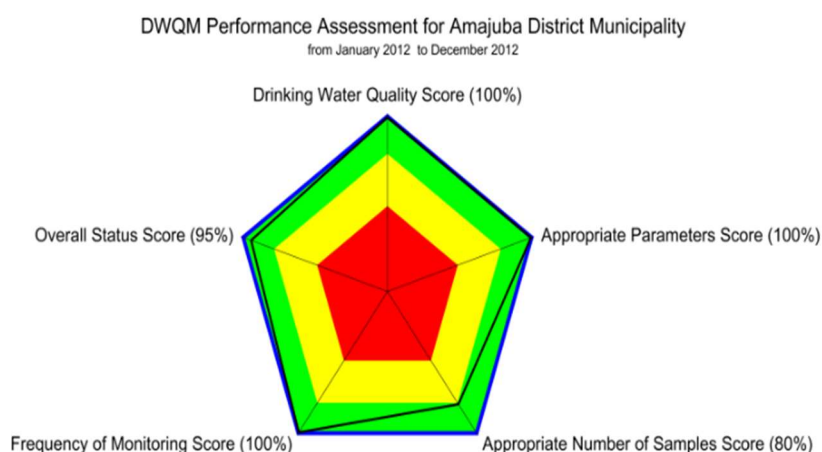 DWQM Performance Assessment for Amajuba District Municipality
from January 2012 to December 2012
Drinking Water Quality Score (100%)
Overall Status Score (95%)
Appropriate Parameters Score (100%)
Frequency of Monitoring Score (100%)
Appropriate Number of Samples Score (80%)